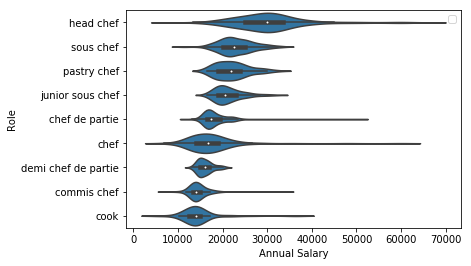 head chef
sous chef
pastry chef
junior sous chef
chef de partie
chef
demi chef de partie
commis chef
cook
Role
0 10000 20000 30000 40000 50000 60000 70000
Annual Salary